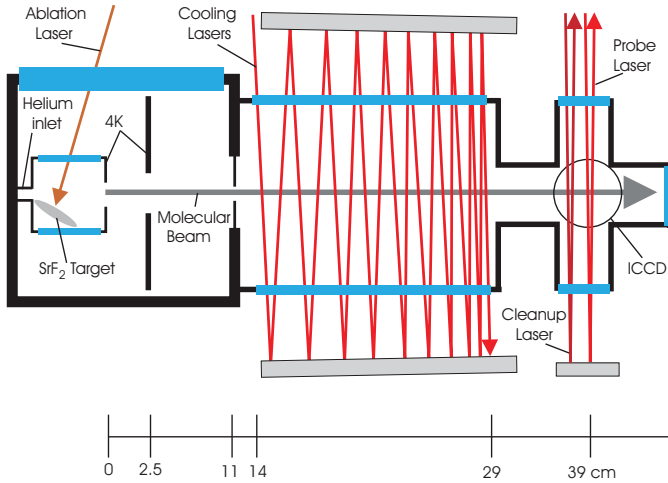 Ablation
Laser
Cooling
Lasers
Probe
Laser
Helium
inlet
4K
Molecular
Beam
SrF2 Target
ICCD
Cleanup
Laser
0
2.5
11
14
29
39 cm